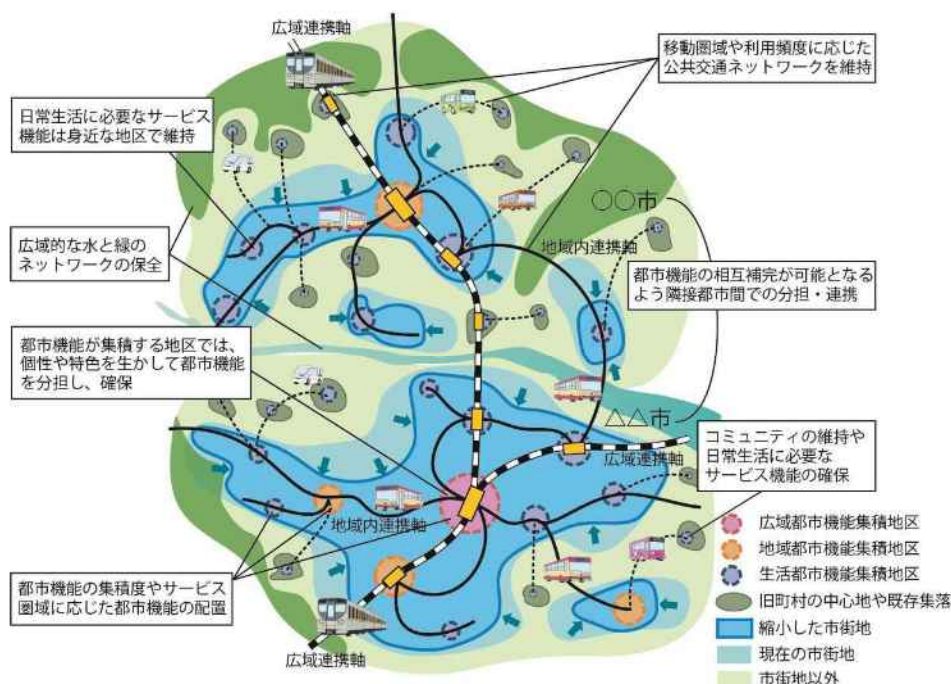 広域連携軸
移動圏域や利用頻度に応じた
公共交通ネットワークを維持
日常生活に必要なサービス
機能は身近な地区で維持
○○市
広域的な水と緑の
ネットワークの保全
地域内連携軸
都市機能の相互補完が可能となる
よう隣接都市間での分担・連携
都市機能が集積する地区では、
個性や特色を生かして都市機能
を分担し、確保
△△市
コミュニティの維持や
日常生活に必要な
サービス機能の確保
広域連携軸
地域内連携軸
都市機能の集積度やサービス
圏域に応じた都市機能の配置
広域連携軸
広域都市機能集積地区
地域都市機能集積地区
生活都市機能集積地区
旧町村の中心地や既存集落
縮小した市街地
現在の市街地
市街地以外